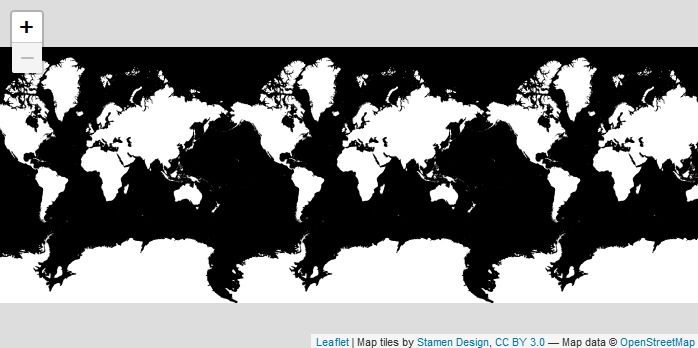 +
−
Leaflet | Map tiles by Stamen Design, CC BY 3.0 — Map data © OpenStreetMap